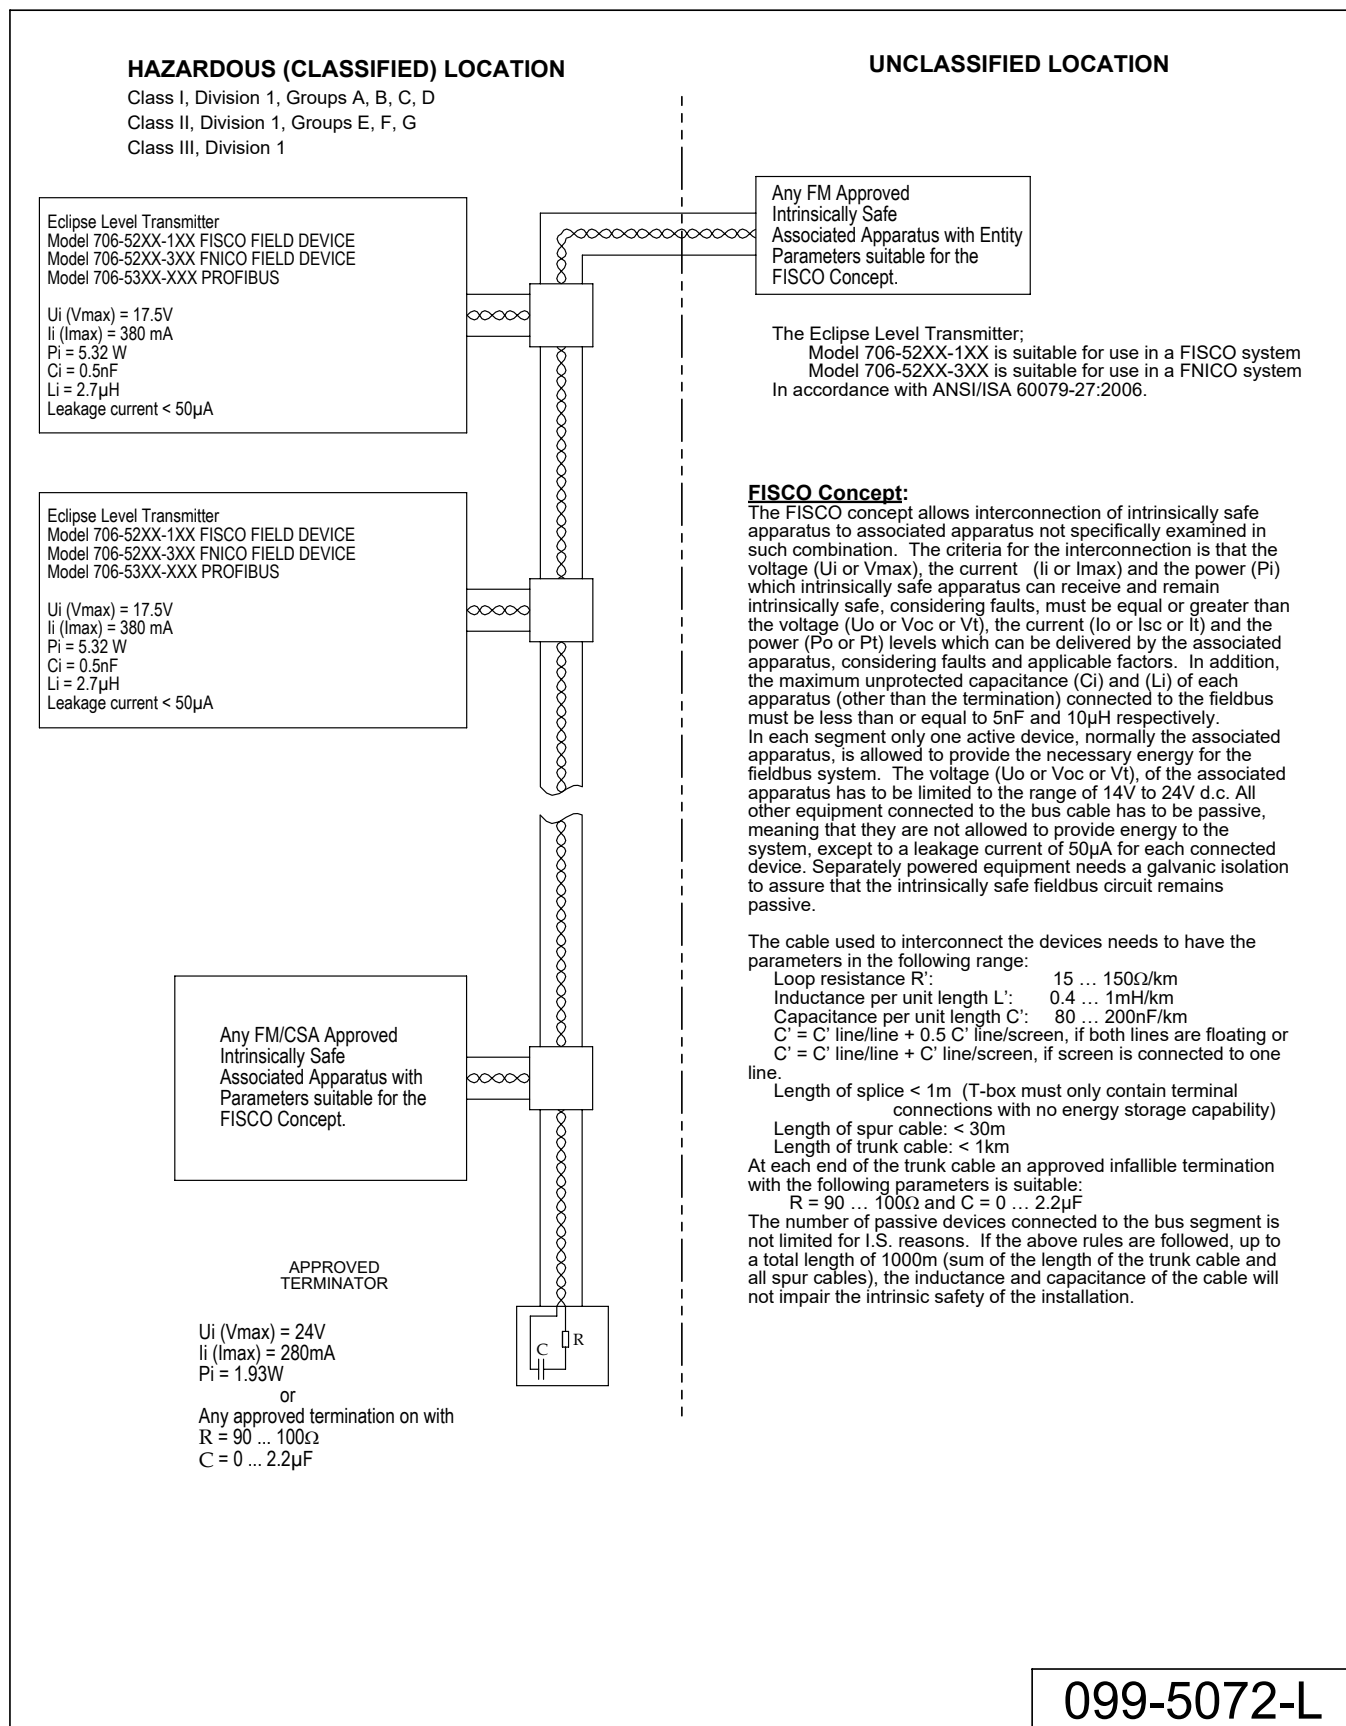 HAZARDOUS (CLASSIFIED) LOCATION
Class I, Division 1, Groups A, B, C, D
Class II, Division 1, Groups E, F, G
Class III, Division 1
UNCLASSIFIED LOCATION
Eclipse Level Transmitter
Model 706-52XX-1XX FISCO FIELD DEVICE
Model 706-52XX-3XX FNICO FIELD DEVICE
Model 706-53XX-XXX PROFIBUS
Ui (Vmax) = 17.5V
Ii (Imax) = 380 mA
Pi = 5.32 W
Ci = 0.5nF
Li = 2.7µH
Leakage current < 50µA
Any FM Approved
Intrinsically Safe
Associated Apparatus with Entity
Parameters suitable for the
FISCO Concept.
The Eclipse Level Transmitter;
Model 706-52XX-1XX is suitable for use in a FISCO system
Model 706-52XX-3XX is suitable for use in a FNICO system
In accordance with ANSI/ISA 60079-27:2006.
Eclipse Level Transmitter
Model 706-52XX-1XX FISCO FIELD DEVICE
Model 706-52XX-3XX FNICO FIELD DEVICE
Model 706-53XX-XXX PROFIBUS
Ui (Vmax) = 17.5V
Ii (Imax) = 380 mA
Pi = 5.32 W
Ci = 0.5nF
Li = 2.7µH
Leakage current < 50µA
FISCO Concept:
The FISCO concept allows interconnection of intrinsically safe
apparatus to associated apparatus not specifically examined in
such combination. The criteria for the interconnection is that the
voltage (Ui or Vmax), the current (Ii or Imax) and the power (Pi)
which intrinsically safe apparatus can receive and remain
intrinsically safe, considering faults, must be equal or greater than
the voltage (Uo or Voc or Vt), the current (Io or Isc or It) and the
power (Po or Pt) levels which can be delivered by the associated
apparatus, considering faults and applicable factors. In addition,
the maximum unprotected capacitance (Ci) and (Li) of each
apparatus (other than the termination) connected to the fieldbus
must be less than or equal to 5nF and 10µH respectively.
In each segment only one active device, normally the associated
apparatus, is allowed to provide the necessary energy for the
fieldbus system. The voltage (Uo or Voc or Vt), of the associated
apparatus has to be limited to the range of 14V to 24V d.c. All
other equipment connected to the bus cable has to be passive,
meaning that they are not allowed to provide energy to the
system, except to a leakage current of 50µA for each connected
device. Separately powered equipment needs a galvanic isolation
to assure that the intrinsically safe fieldbus circuit remains
passive.
The cable used to interconnect the devices needs to have the
parameters in the following range:
Loop resistance R’: 15 … 150Ω/km
Inductance per unit length L’: 0.4 … 1mH/km
Capacitance per unit length C’: 80 … 200nF/km
C’ = C’ line/line + 0.5 C’ line/screen, if both lines are floating or
C’ = C’ line/line + C’ line/screen, if screen is connected to one
line.
Length of splice < 1m (T-box must only contain terminal
connections with no energy storage capability)
Length of spur cable: < 30m
Length of trunk cable: < 1km
At each end of the trunk cable an approved infallible termination
with the following parameters is suitable:
R = 90 … 100Ω and C = 0 … 2.2µF
The number of passive devices connected to the bus segment is
not limited for I.S. reasons. If the above rules are followed, up to
a total length of 1000m (sum of the length of the trunk cable and
all spur cables), the inductance and capacitance of the cable will
not impair the intrinsic safety of the installation.
Any FM/CSA Approved
Intrinsically Safe
Associated Apparatus with
Parameters suitable for the
FISCO Concept.
APPROVED
TERMINATOR
Ui (Vmax) = 24V
Ii (Imax) = 280mA
Pi = 1.93W
or
Any approved termination on with
R = 90 ... 100Ω
C = 0 ... 2.2µF
R
C
099-5072-L